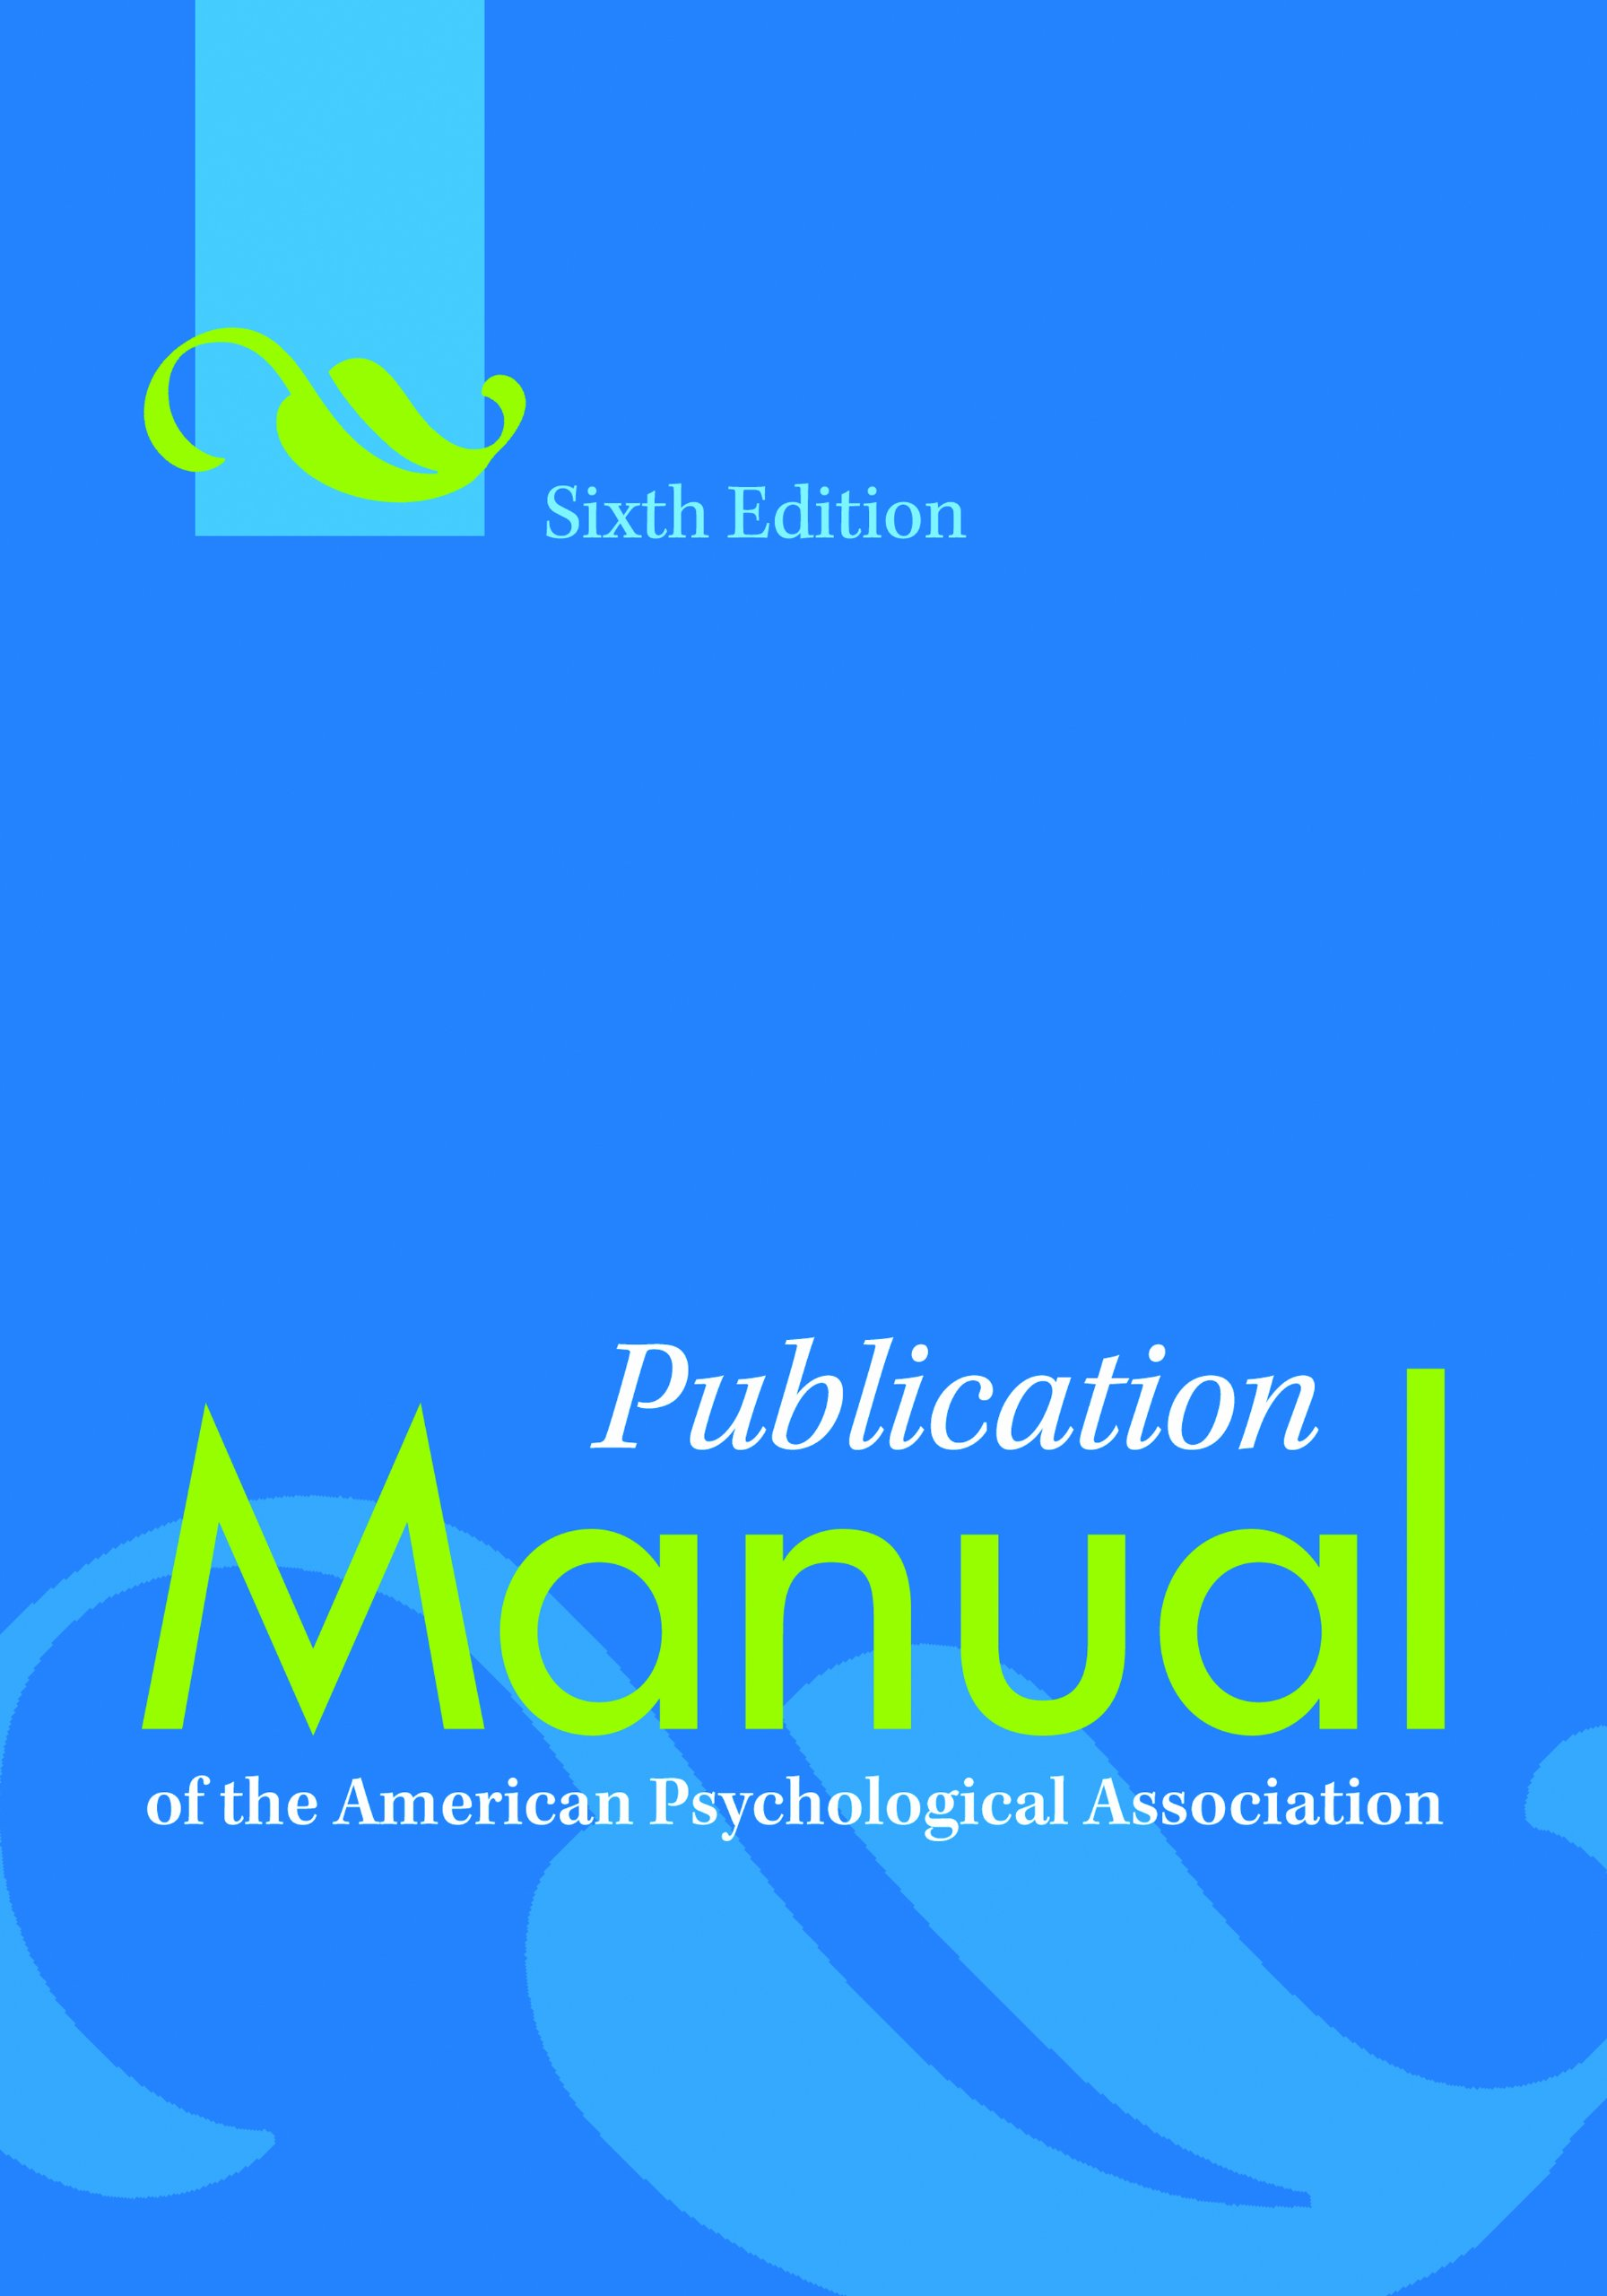 Sixth Edition
Publication
Manual
of the American Psychological Association